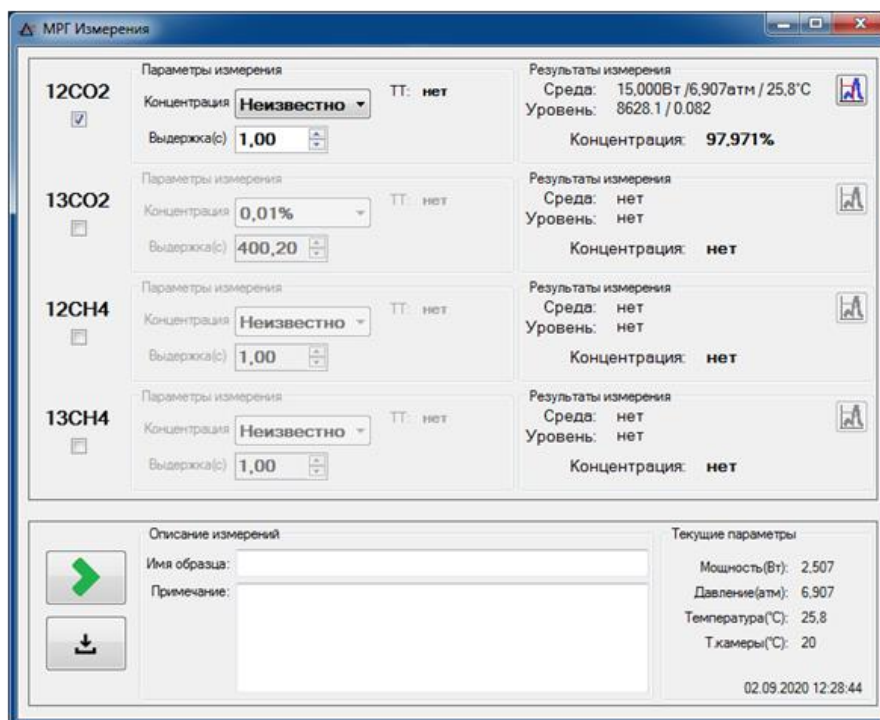 МРГ Измерения
12CO2
Параметры измерения
Концентрация Неизвестно ТТ: нет
Выдержка(с) 1,00
Результаты измерения
Среда: 15,000Вт /6,907атм / 25,8°C
Уровень: 8628.1 / 0.082
Концентрация: 97,971%
13CO2
Параметры измерения
Концентрация 0,01% ТТ: нет
Выдержка(с) 400,20
Результаты измерения
Среда: нет
Уровень: нет
Концентрация: нет
12CH4
Параметры измерения
Концентрация Неизвестно ТТ: нет
Выдержка(с) 1,00
Результаты измерения
Среда: нет
Уровень: нет
Концентрация: нет
13CH4
Параметры измерения
Концентрация Неизвестно ТТ: нет
Выдержка(с) 1,00
Результаты измерения
Среда: нет
Уровень: нет
Концентрация: нет
Описание измерений
Имя образца:
Примечание:
Текущие параметры
Мощность(Вт): 2,507
Давление(атм): 6,907
Температура(°C): 25,8
Т.камеры(°C): 20
02.09.2020 12:28:44